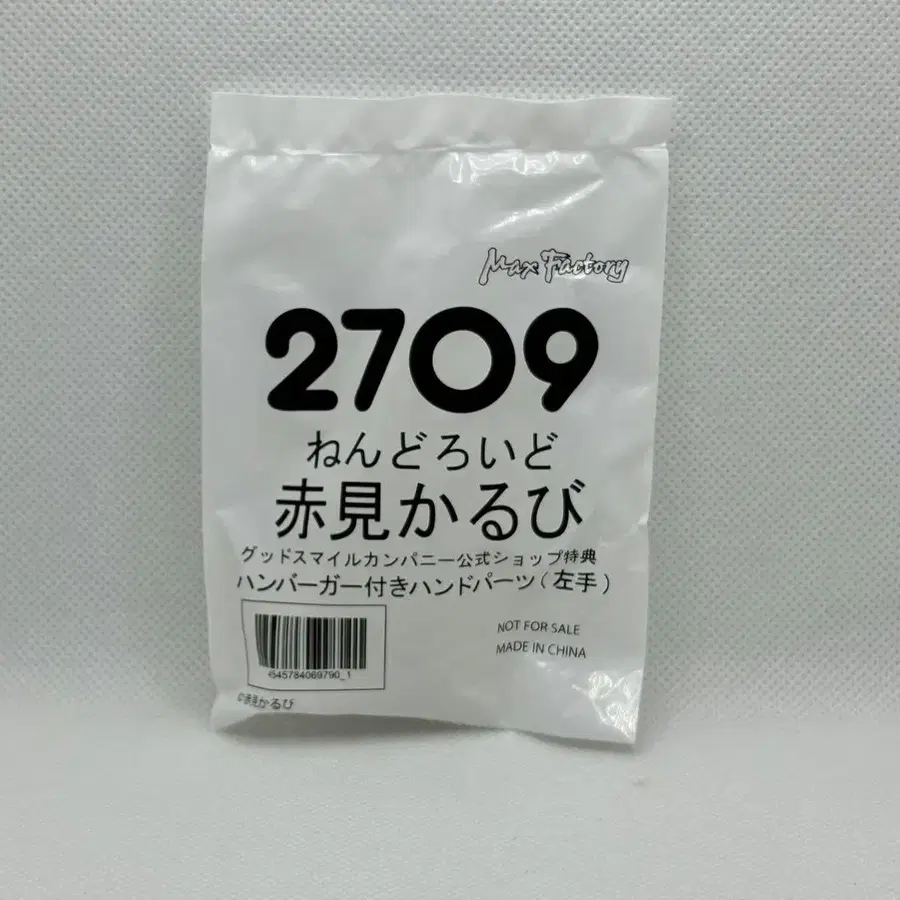 Max Factory
2709
ねんどろいど
赤見かるび
グッドスマイルカンパニー公式ショップ特典
ハンバーガー付きハンドパーツ(左手)
NOT FOR SALE
MADE IN CHINA
4545784069790_1
©赤見かるび